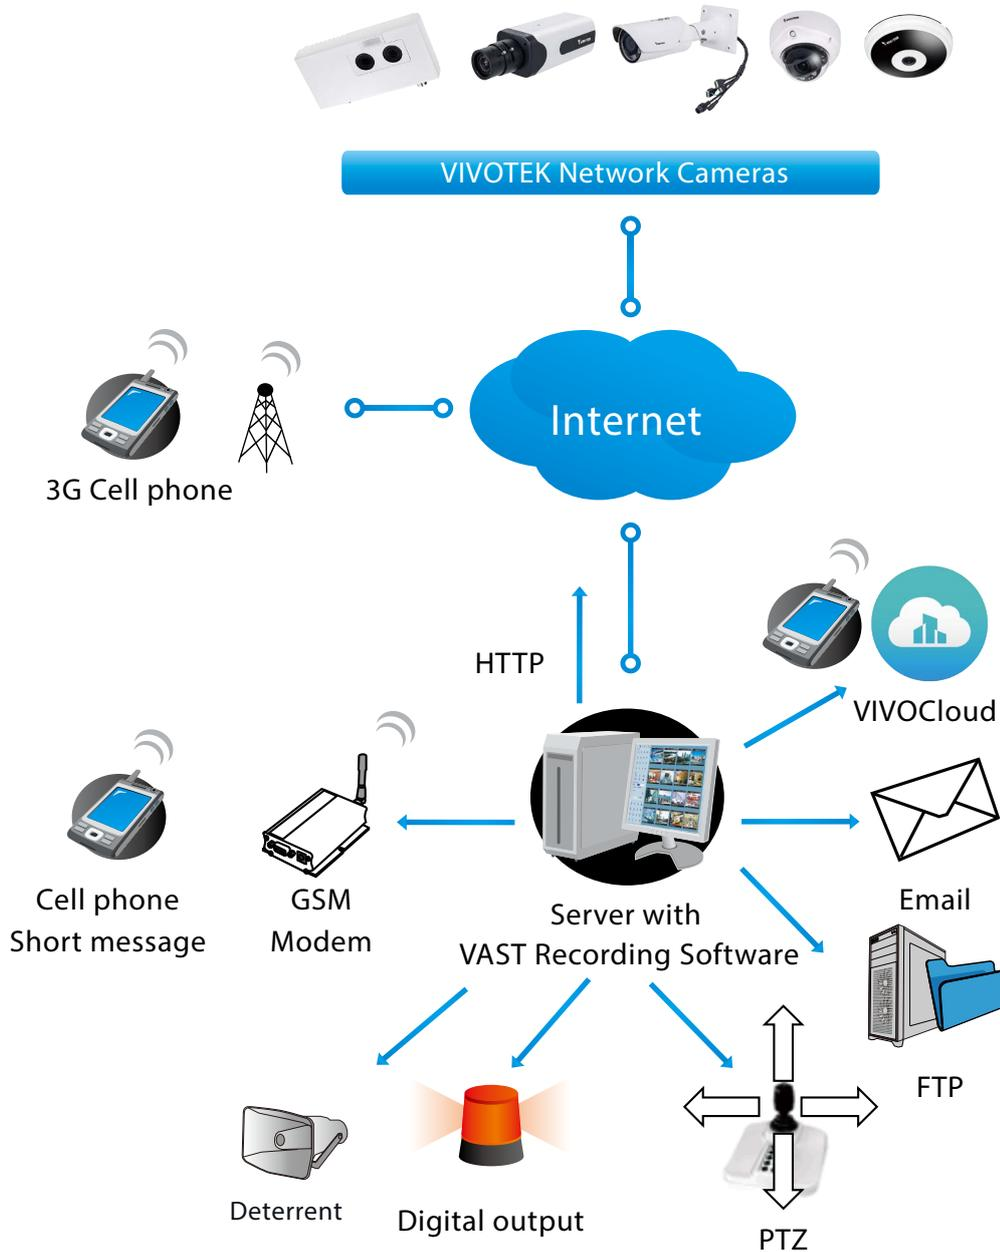 VIVOTEK Network Cameras
Internet
3G Cell phone
HTTP
VIVOCloud
Cell phone
Short message
GSM
Modem
Server with
VAST Recording Software
Email
FTP
Deterrent
Digital output
PTZ